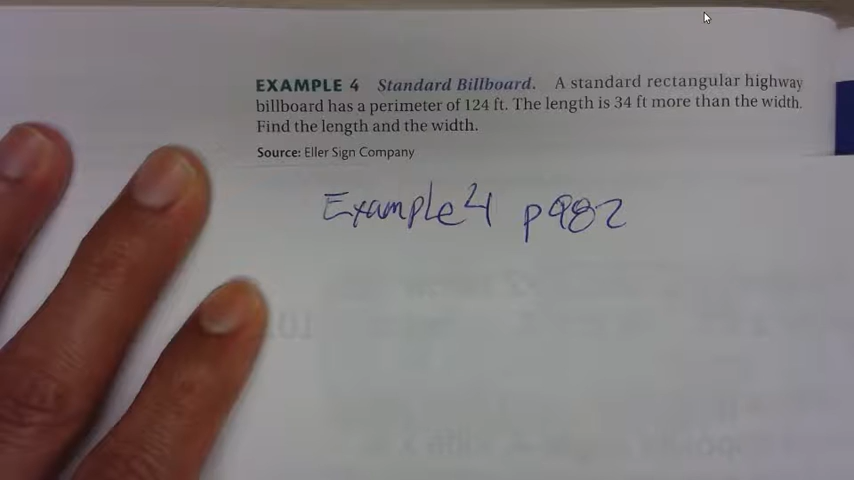 EXAMPLE 4 Standard Billboard. A standard rectangular highway
billboard has a perimeter of 124 ft. The length is 34 ft more than the width.
Find the length and the width.
Source: Eller Sign Company
Example 4 p982